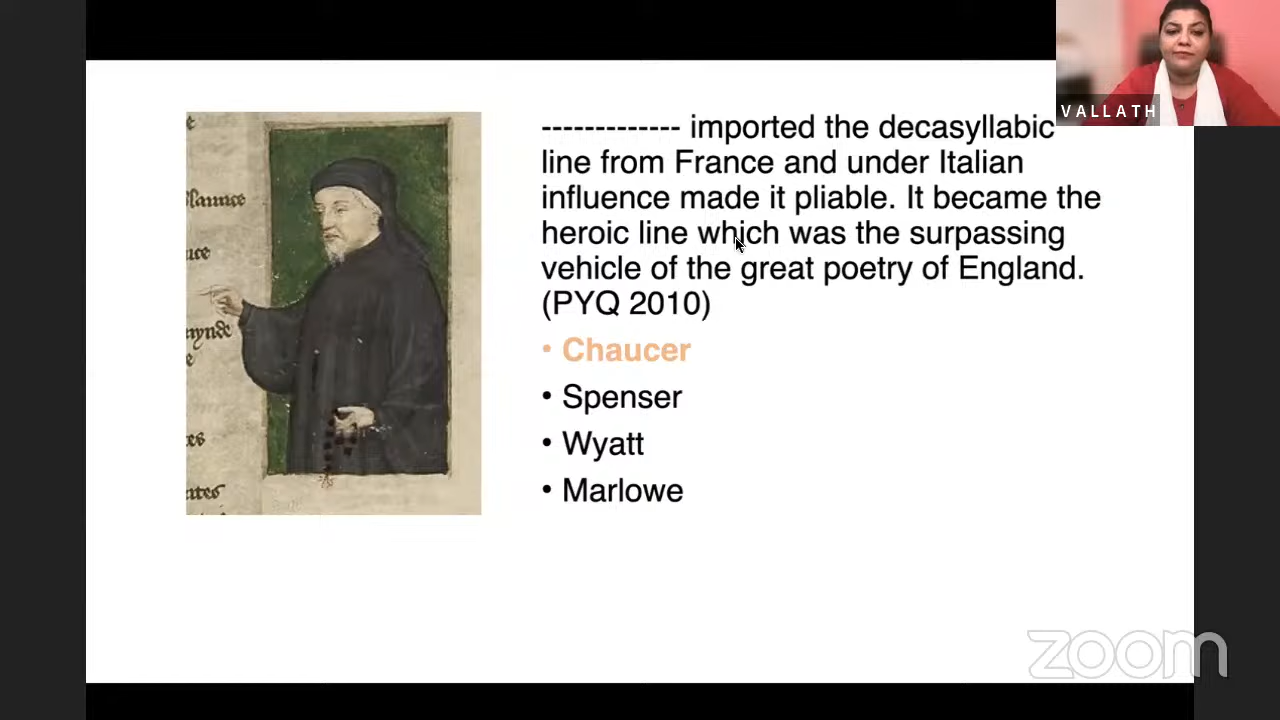 ------------- imported the decasyllabic
line from France and under Italian
influence made it pliable. It became the
heroic line which was the surpassing
vehicle of the great poetry of England.
(PYQ 2010)
• Chaucer
• Spenser
• Wyatt
• Marlowe
VALLATH
zoom